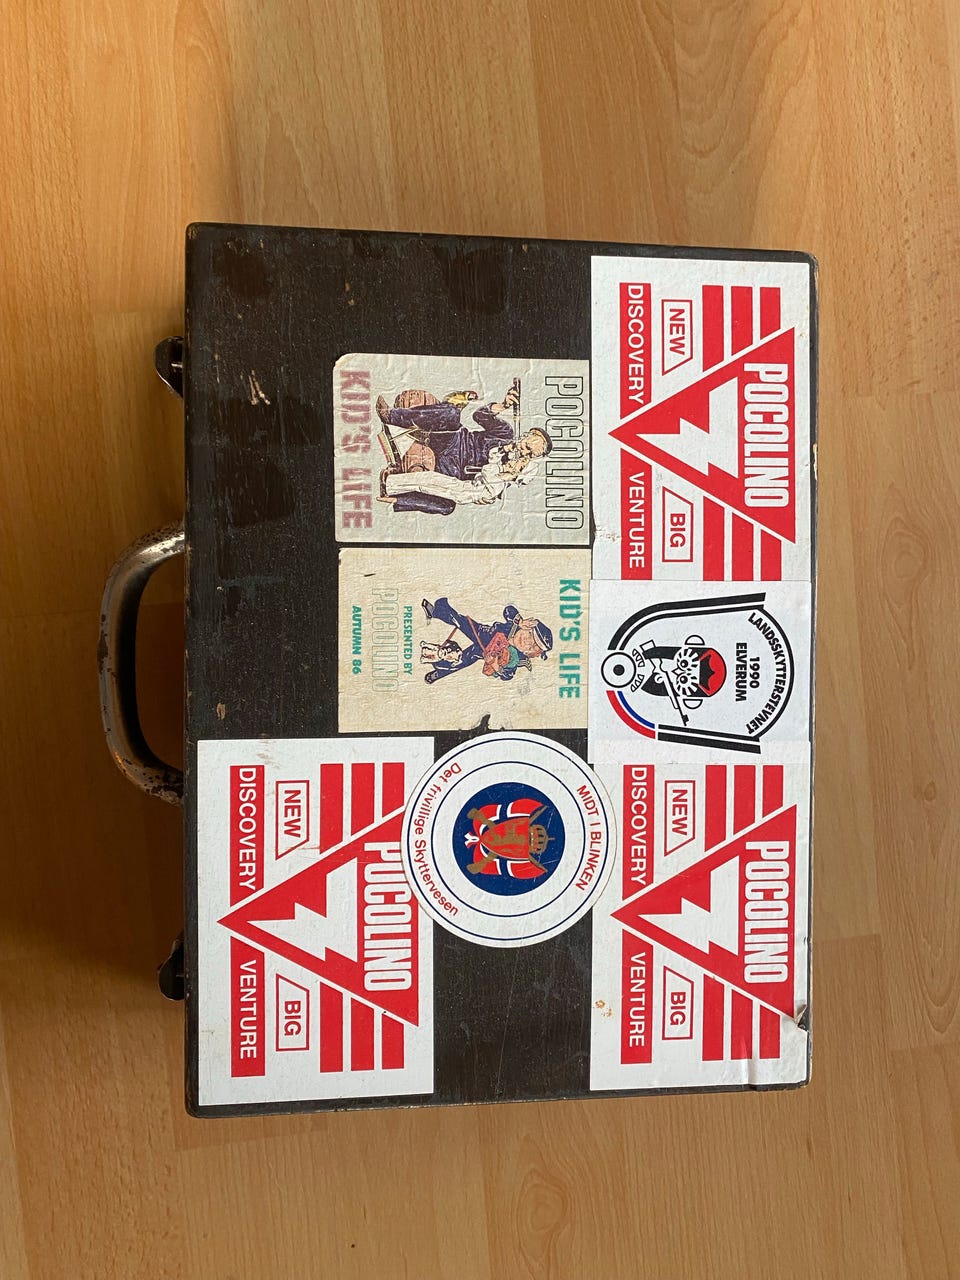 POCOLINO
NEW BIG
DISCOVERY VENTURE
LANDSSKYTTERSTEVNET
1990
ELVERUM
POCOLINO
NEW BIG
DISCOVERY VENTURE
POCOLINO
KID'S LIFE
KID'S LIFE
PRESENTED BY
POCOLINO
AUTUMN 86
MIDT I BLINKEN
Det frivillige Skyttervesen
POCOLINO
NEW BIG
DISCOVERY VENTURE